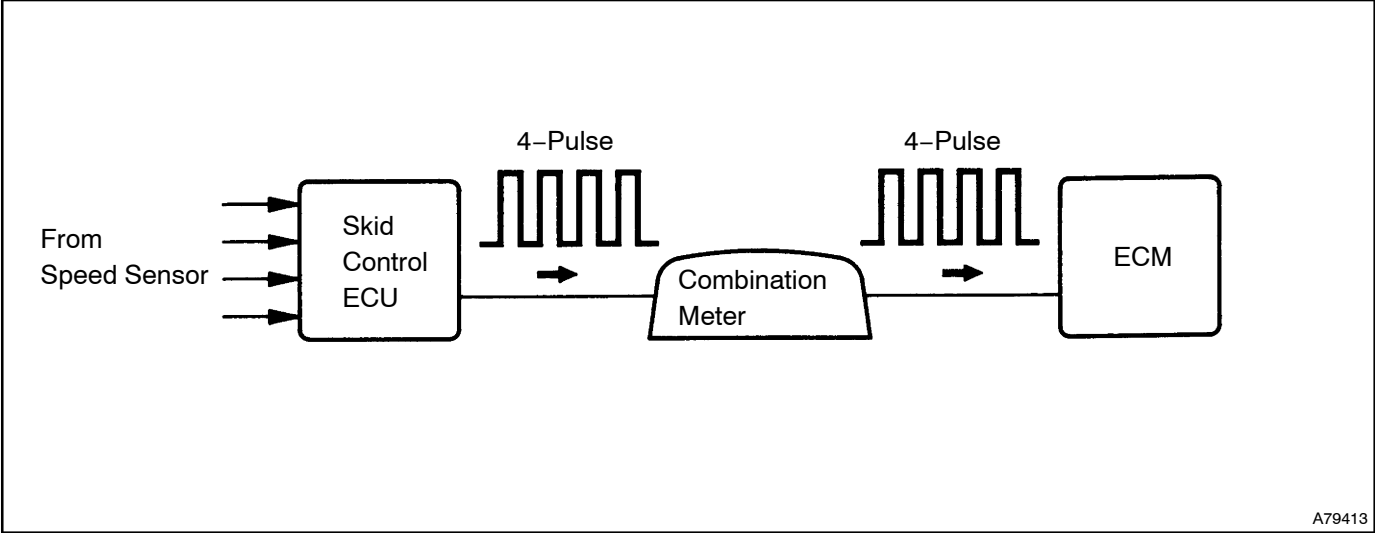 4−Pulse
4−Pulse
From
Speed Sensor
Skid
Control
ECU
Combination
Meter
ECM
A79413